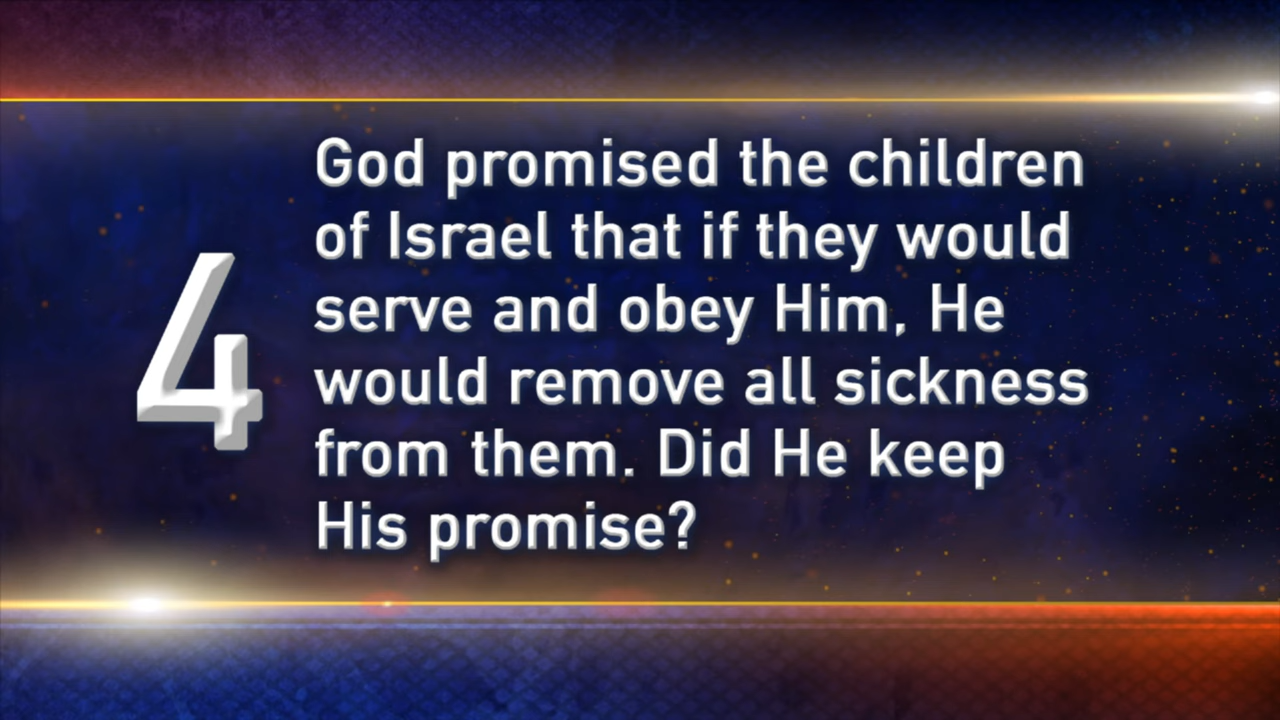 4
God promised the children
of Israel that if they would
serve and obey Him, He
would remove all sickness
from them. Did He keep
His promise?